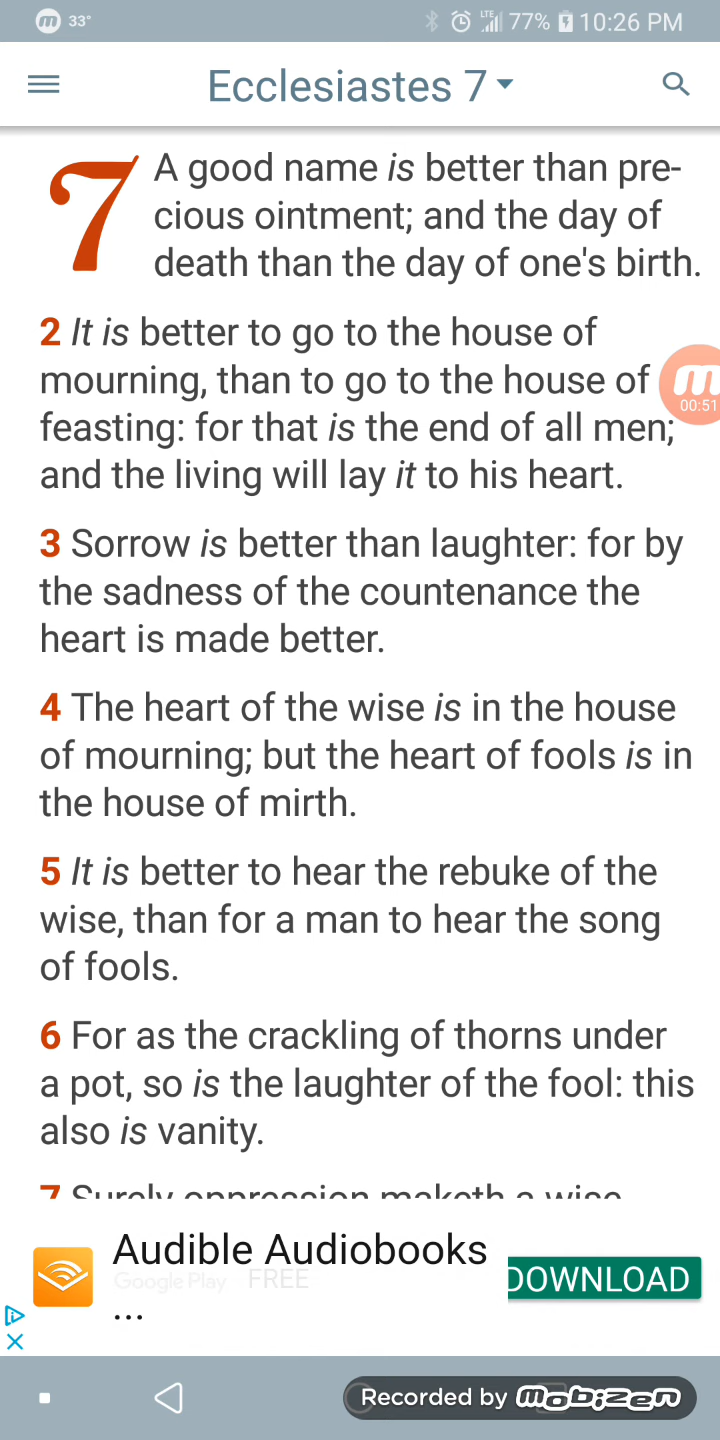 33°
LTE 77% 10:26 PM
Ecclesiastes 7
7 A good name is better than pre-
cious ointment; and the day of
death than the day of one's birth.
2 It is better to go to the house of
mourning, than to go to the house of
feasting: for that is the end of all men;
and the living will lay it to his heart.
m
00:51
3 Sorrow is better than laughter: for by
the sadness of the countenance the
heart is made better.
4 The heart of the wise is in the house
of mourning; but the heart of fools is in
the house of mirth.
5 It is better to hear the rebuke of the
wise, than for a man to hear the song
of fools.
6 For as the crackling of thorns under
a pot, so is the laughter of the fool: this
also is vanity.
7 Surely oppression maketh a wise
Audible Audiobooks
Google Play FREE
...
DOWNLOAD
Recorded by mobizen